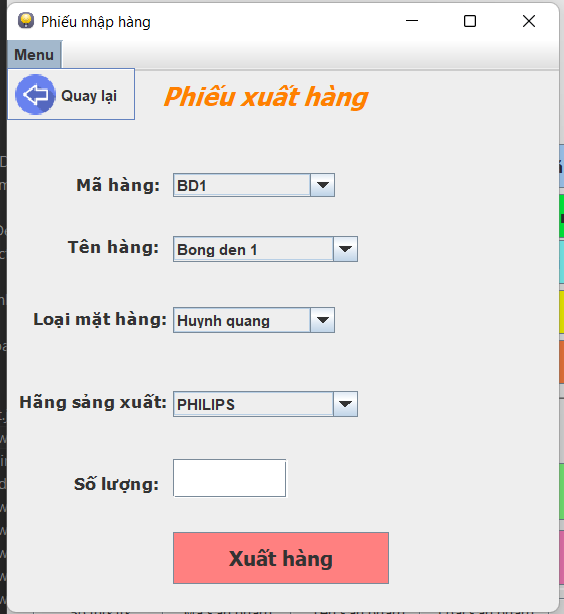 Phiếu nhập hàng
Menu
Quay lại
Phiếu xuất hàng
Mã hàng:
BD1
Tên hàng:
Bong den 1
Loại mặt hàng:
Huynh quang
Hãng sảng xuất:
PHILIPS
Số lượng:
Xuất hàng